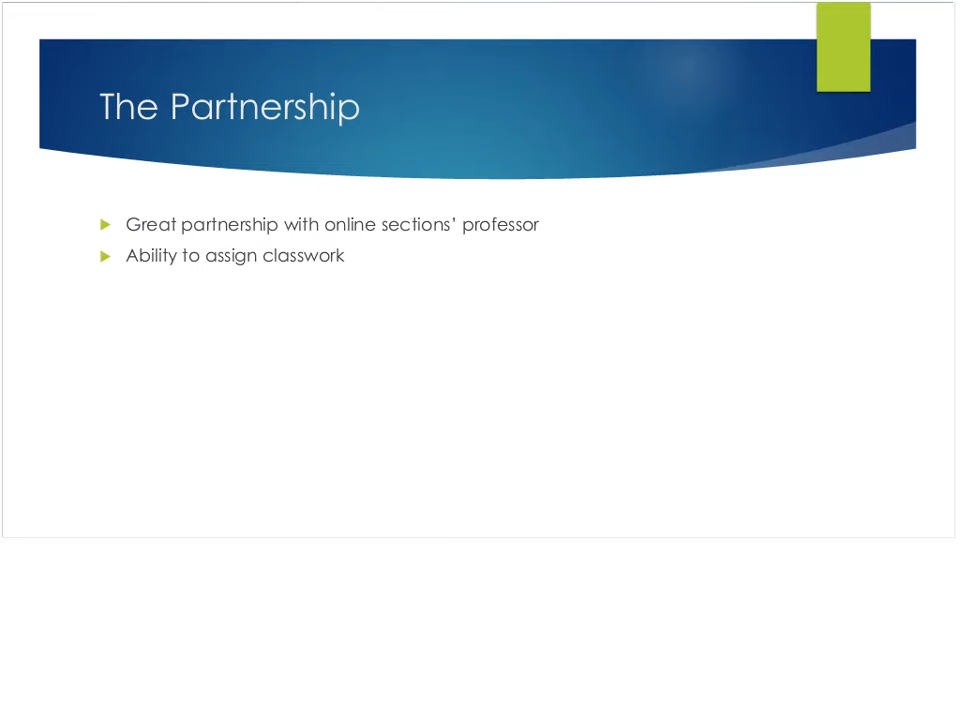 The Partnership
Great partnership with online sections’ professor
Ability to assign classwork